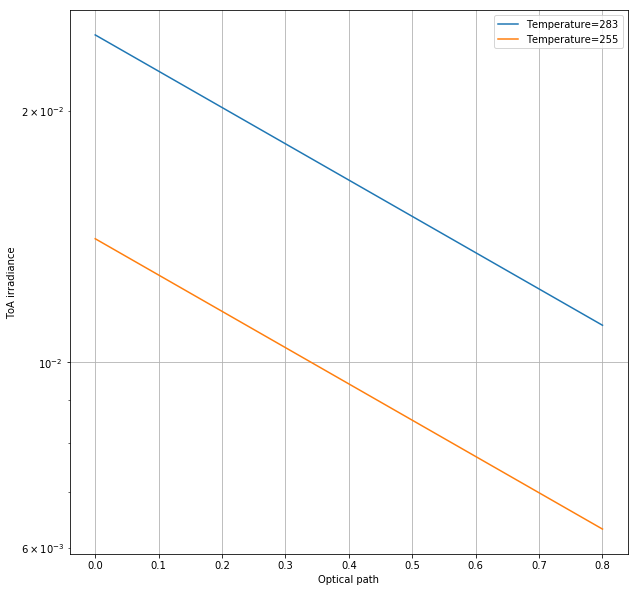 Temperature=283
Temperature=255
2 × 10⁻²
ToA irradiance
10⁻²
6 × 10⁻³
0.0 0.1 0.2 0.3 0.4 0.5 0.6 0.7 0.8
Optical path